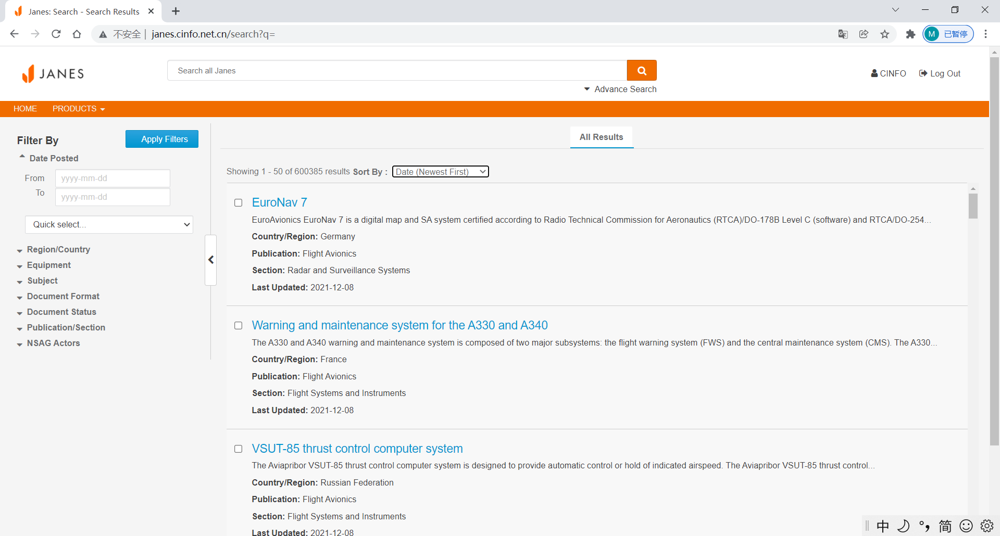 Janes: Search - Search Results
不安全 janes.cinfo.net.cn/search?q=
M 已暂停
JANES
Search all Janes
CINFO Log Out
Advance Search
HOME PRODUCTS
Filter By
Apply Filters
Date Posted
From yyyy-mm-dd
To yyyy-mm-dd
Quick select...
Region/Country
Equipment
Subject
Document Format
Document Status
Publication/Section
NSAG Actors
All Results
Showing 1 - 50 of 600385 results Sort By : Date (Newest First)
EuroNav 7
EuroAvionics EuroNav 7 is a digital map and SA system certified according to Radio Technical Commission for Aeronautics (RTCA)/DO-178B Level C (software) and RTCA/DO-254...
Country/Region: Germany
Publication: Flight Avionics
Section: Radar and Surveillance Systems
Last Updated: 2021-12-08
Warning and maintenance system for the A330 and A340
The A330 and A340 warning and maintenance system is composed of two major subsystems: the flight warning system (FWS) and the central maintenance system (CMS). The A330...
Country/Region: France
Publication: Flight Avionics
Section: Flight Systems and Instruments
Last Updated: 2021-12-08
VSUT-85 thrust control computer system
The Aviapribor VSUT-85 thrust control computer system is designed to provide automatic control or hold of indicated airspeed. The Aviapribor VSUT-85 thrust control...
Country/Region: Russian Federation
Publication: Flight Avionics
Section: Flight Systems and Instruments
Last Updated: 2021-12-08
中 简